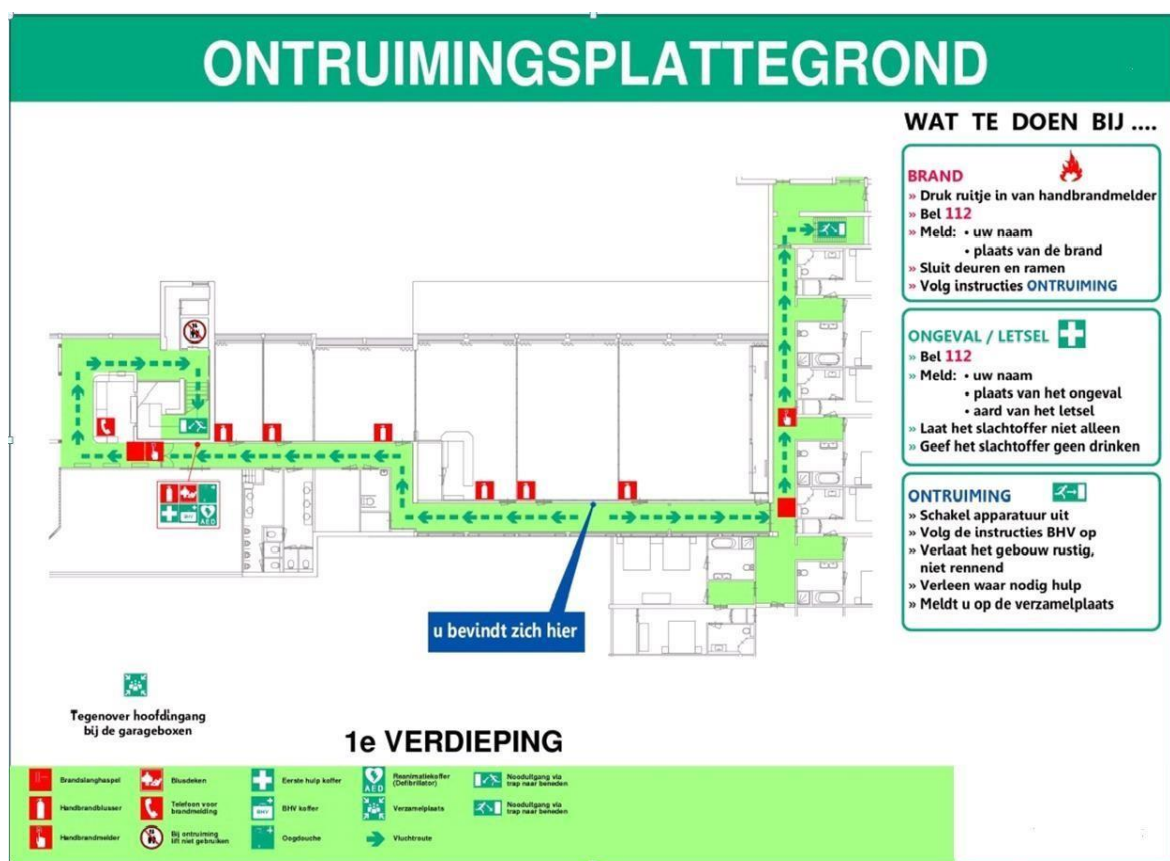 ONTRUIMINGSPLATTEGROND
WAT TE DOEN BIJ ....
BRAND
» Druk ruitje in van handbrandmelder
» Bel 112
» Meld: • uw naam
• plaats van de brand
» Sluit deuren en ramen
» Volg instructies ONTRUIMING
ONGEVAL / LETSEL
» Bel 112
» Meld: • uw naam
• plaats van het ongeval
• aard van het letsel
» Laat het slachtoffer niet alleen
» Geef het slachtoffer geen drinken
ONTRUIMING
» Schakel apparatuur uit
» Volg de instructies BHV op
» Verlaat het gebouw rustig,
niet rennend
» Verleen waar nodig hulp
» Meldt u op de verzamelplaats
BHV
AED
u bevindt zich hier
Tegenover hoofdingang
bij de garageboxen
1e VERDIEPING
Brandslanghaspel
Handbrandblusser
Handbrandmelder
Blusdeken
Telefoon voor
brandmelding
Bij ontruiming
lift niet gebruiken
Eerste hulp koffer
BHV
BHV koffer
Oogdouche
AED
Reanimatiekoffer
(Defibrillator)
Verzamelplaats
Vluchtroute
Nooduitgang via
trap naar beneden
Nooduitgang via
trap naar beneden